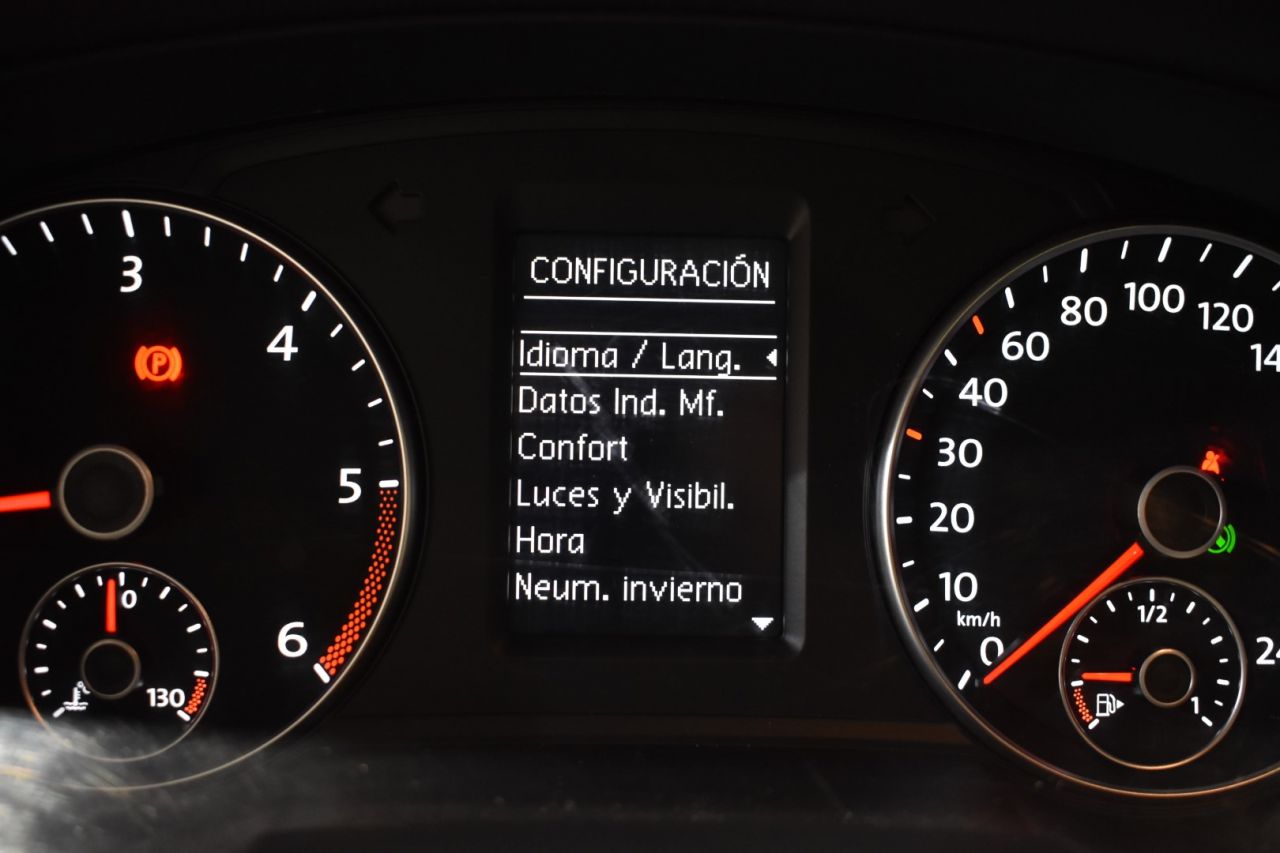 CONFIGURACIÓN
Idioma / Lang.
Datos Ind. Mf.
Confort
Luces y Visibil.
Hora
Neum. invierno
3
4
5
6
P
0
130
0
10
20
30
40
60
80
100
120
km/h
1/2
1